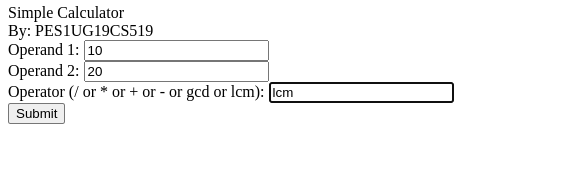 Simple Calculator
By: PES1UG19CS519
Operand 1: 10
Operand 2: 20
Operator (/ or * or + or - or gcd or lcm): lcm
Submit